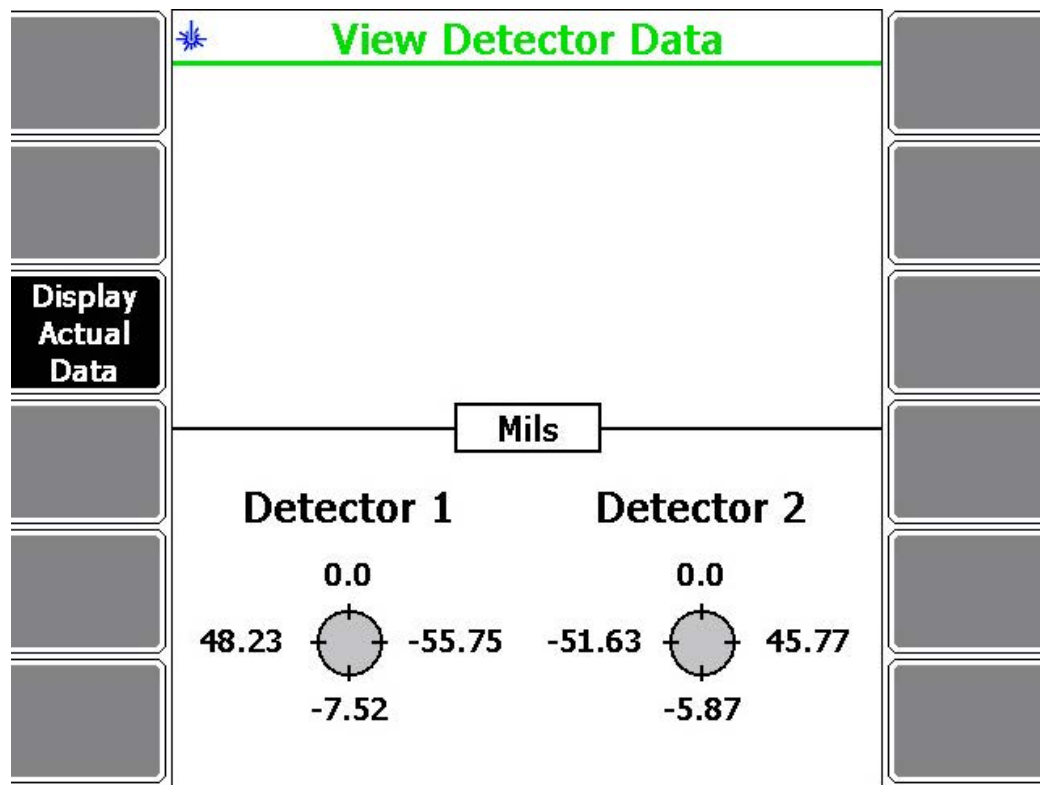 View Detector Data
Display
Actual
Data
Mils
Detector 1
Detector 2
0.0
0.0
48.23
-55.75
-51.63
45.77
-7.52
-5.87